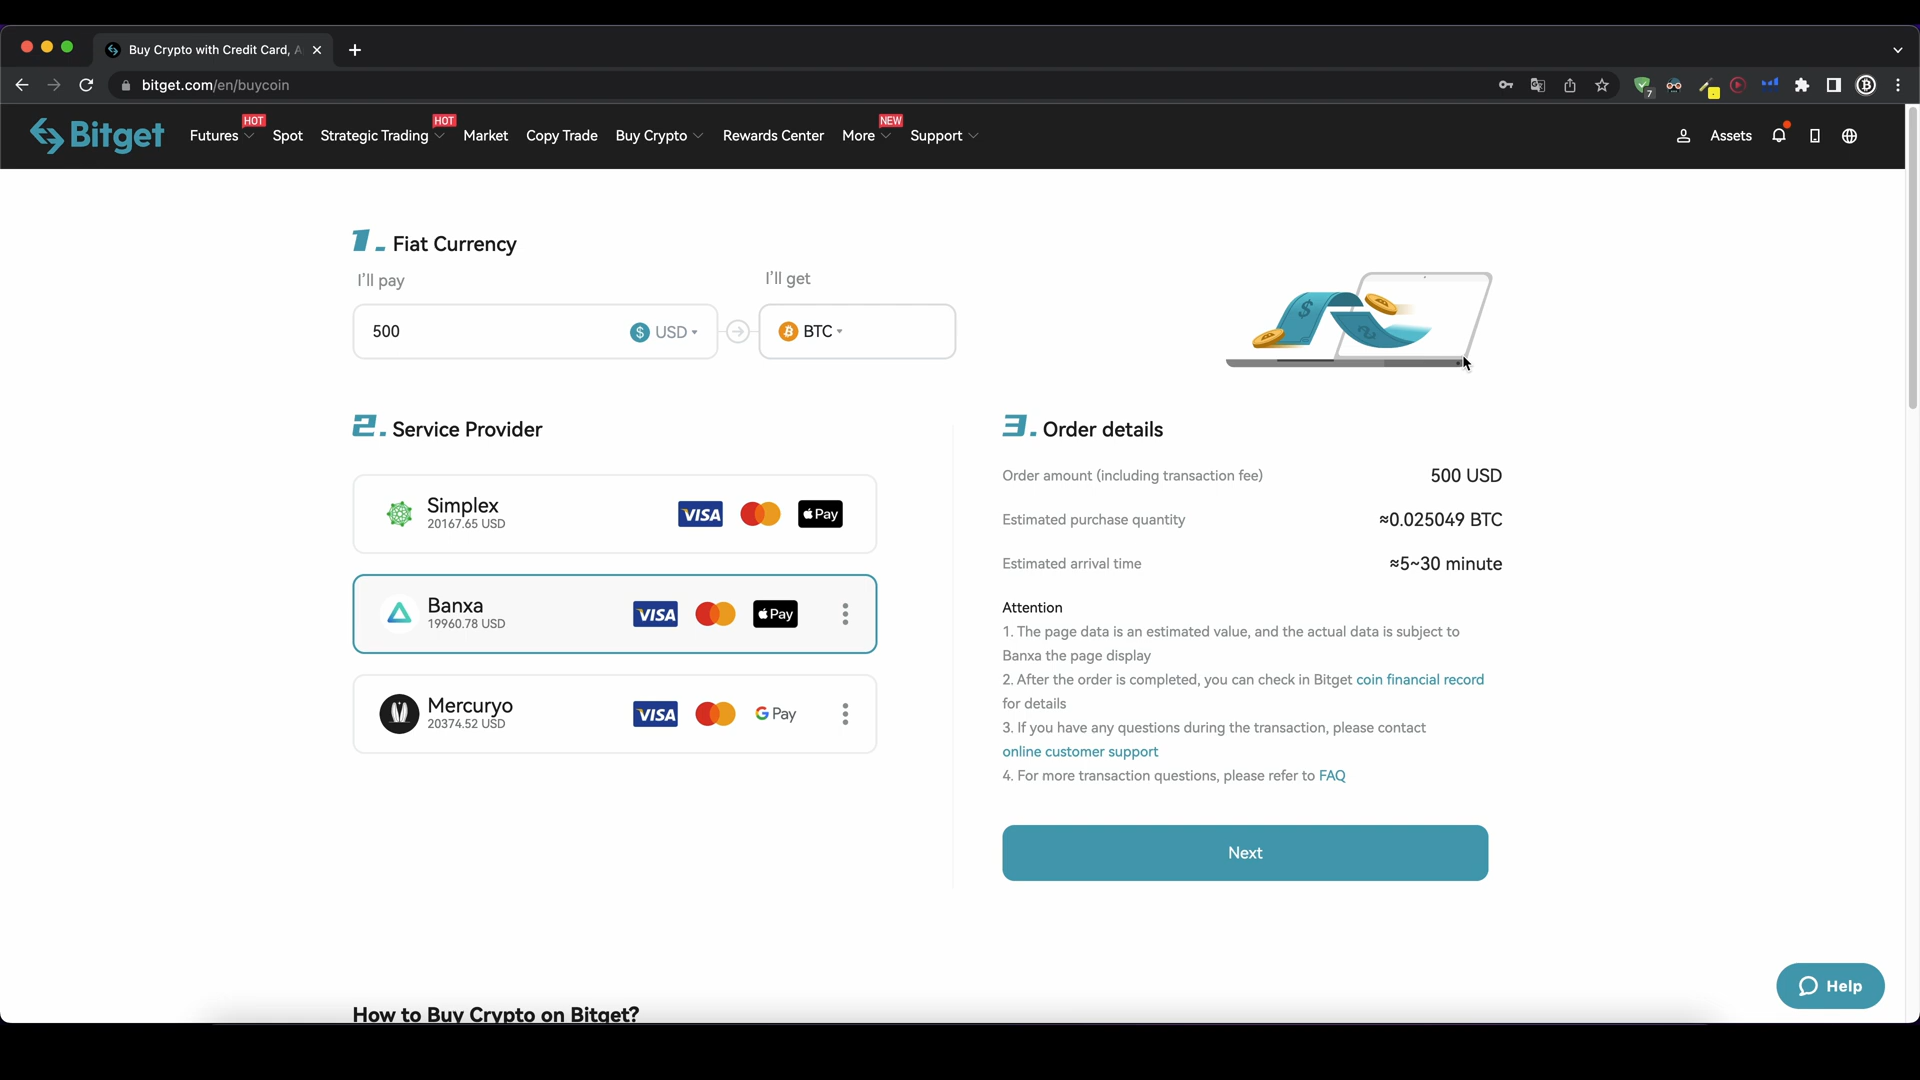 Buy Crypto with Credit Card, A
bitget.com/en/buycoin
7
Bitget
Futures
HOT
Spot
Strategic Trading
HOT
Market
Copy Trade
Buy Crypto
Rewards Center
More
NEW
Support
Assets
1. Fiat Currency
I'll pay
I'll get
500
$ USD
BTC
2. Service Provider
Simplex
20167.65 USD
VISA
Pay
Banxa
19960.78 USD
VISA
Pay
Mercuryo
20374.52 USD
VISA
G Pay
3. Order details
Order amount (including transaction fee)
500 USD
Estimated purchase quantity
≈0.025049 BTC
Estimated arrival time
≈5~30 minute
Attention
1. The page data is an estimated value, and the actual data is subject to
Banxa the page display
2. After the order is completed, you can check in Bitget coin financial record
for details
3. If you have any questions during the transaction, please contact
online customer support
4. For more transaction questions, please refer to FAQ
Next
Help
How to Buy Crypto on Bitget?